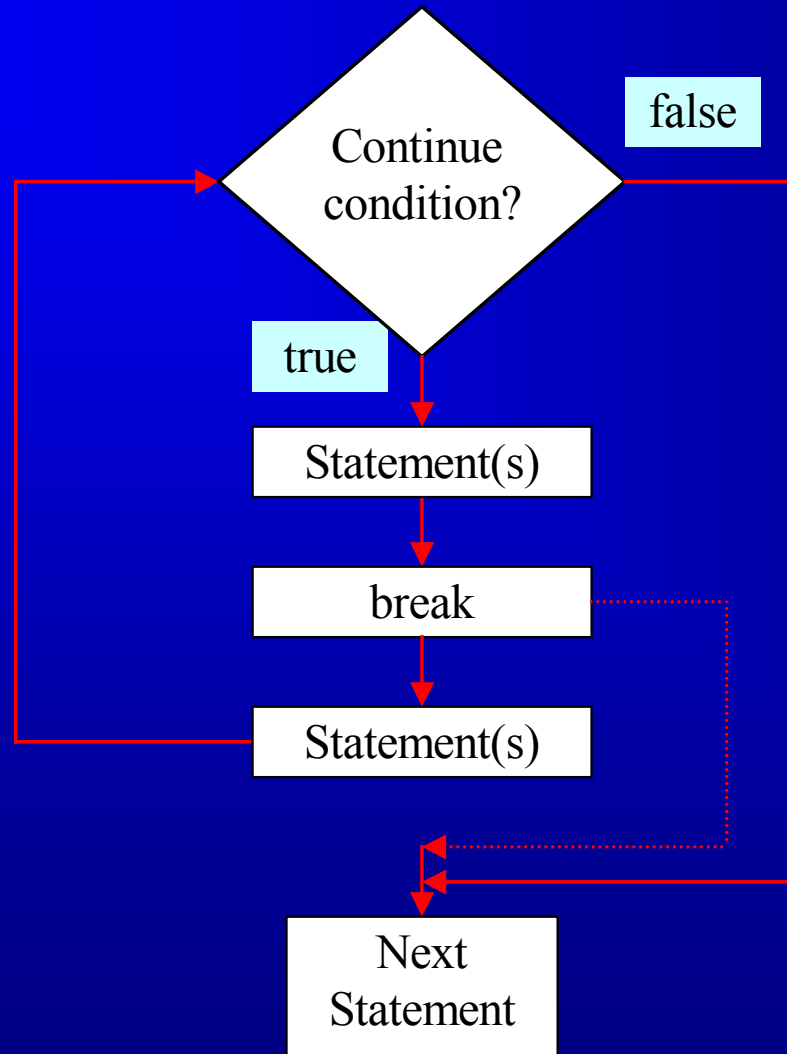 false
Continue
condition?
true
Statement(s)
break
Statement(s)
Next
Statement